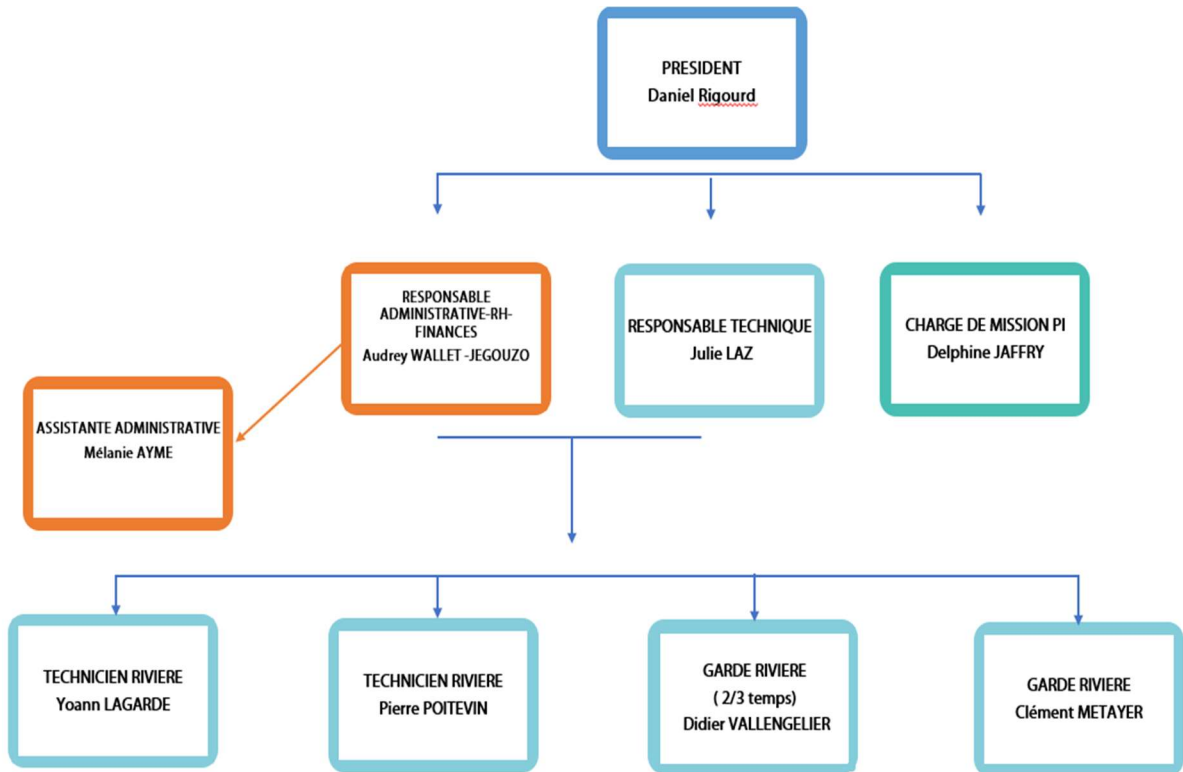 PRESIDENT
Daniel Rigourd
RESPONSABLE
ADMINISTRATIVE-RH-
FINANCES
Audrey WALLET -JEGOUZO
RESPONSABLE TECHNIQUE
Julie LAZ
CHARGE DE MISSION PI
Delphine JAFFRY
ASSISTANTE ADMINISTRATIVE
Mélanie AYME
TECHNICIEN RIVIERE
Yoann LAGARDE
TECHNICIEN RIVIERE
Pierre POITEVIN
GARDE RIVIERE
( 2/3 temps)
Didier VALLENGELIER
GARDE RIVIERE
Clément METAYER